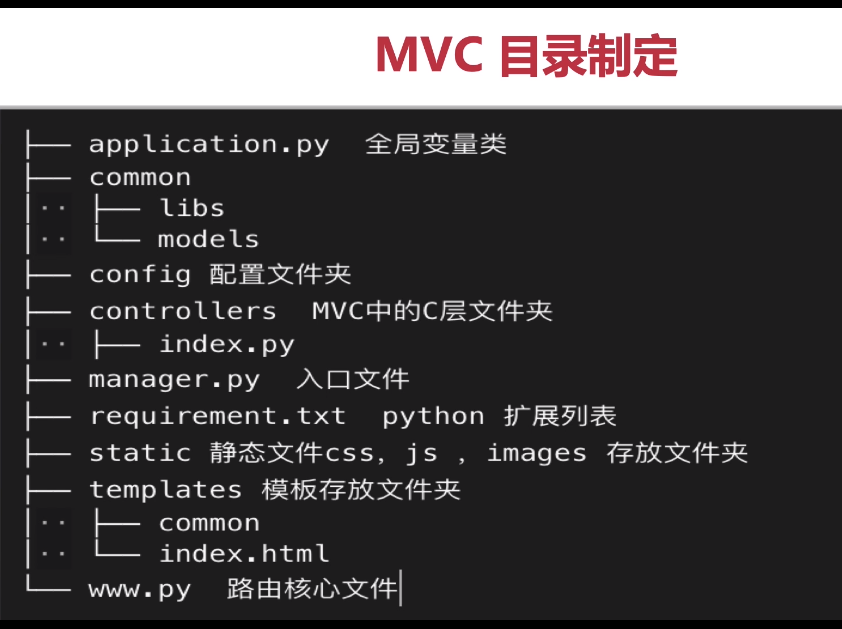 MVC 目录制定
├── application.py  全局变量类
├── common
│·· ├── libs
│·· └── models
├── config 配置文件夹
├── controllers  MVC中的C层文件夹
│·· ├── index.py
├── manager.py  入口文件
├── requirement.txt  python 扩展列表
├── static 静态文件css, js , images 存放文件夹
├── templates 模板存放文件夹
│·· ├── common
│·· └── index.html
└── www.py  路由核心文件